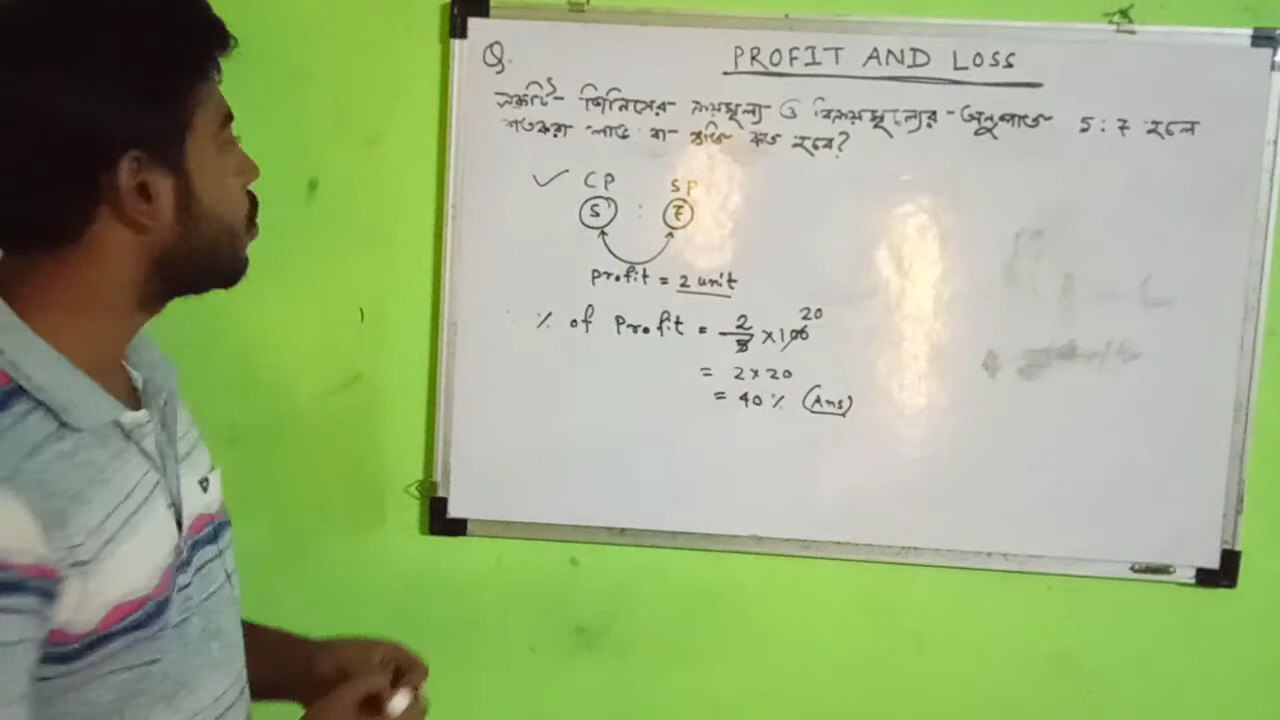 Q. PROFIT AND LOSS
একটি জিনিসের ক্রয়মূল্য ও বিক্রয়মূল্যের অনুপাত 5 : 7 হলে
শতকরা লাভ বা ক্ষতি কত হবে?
✓ CP SP
5 : 7
Profit = 2 unit
% of Profit = 2/5 × 100 20
= 2 × 20
= 40 % (Ans)